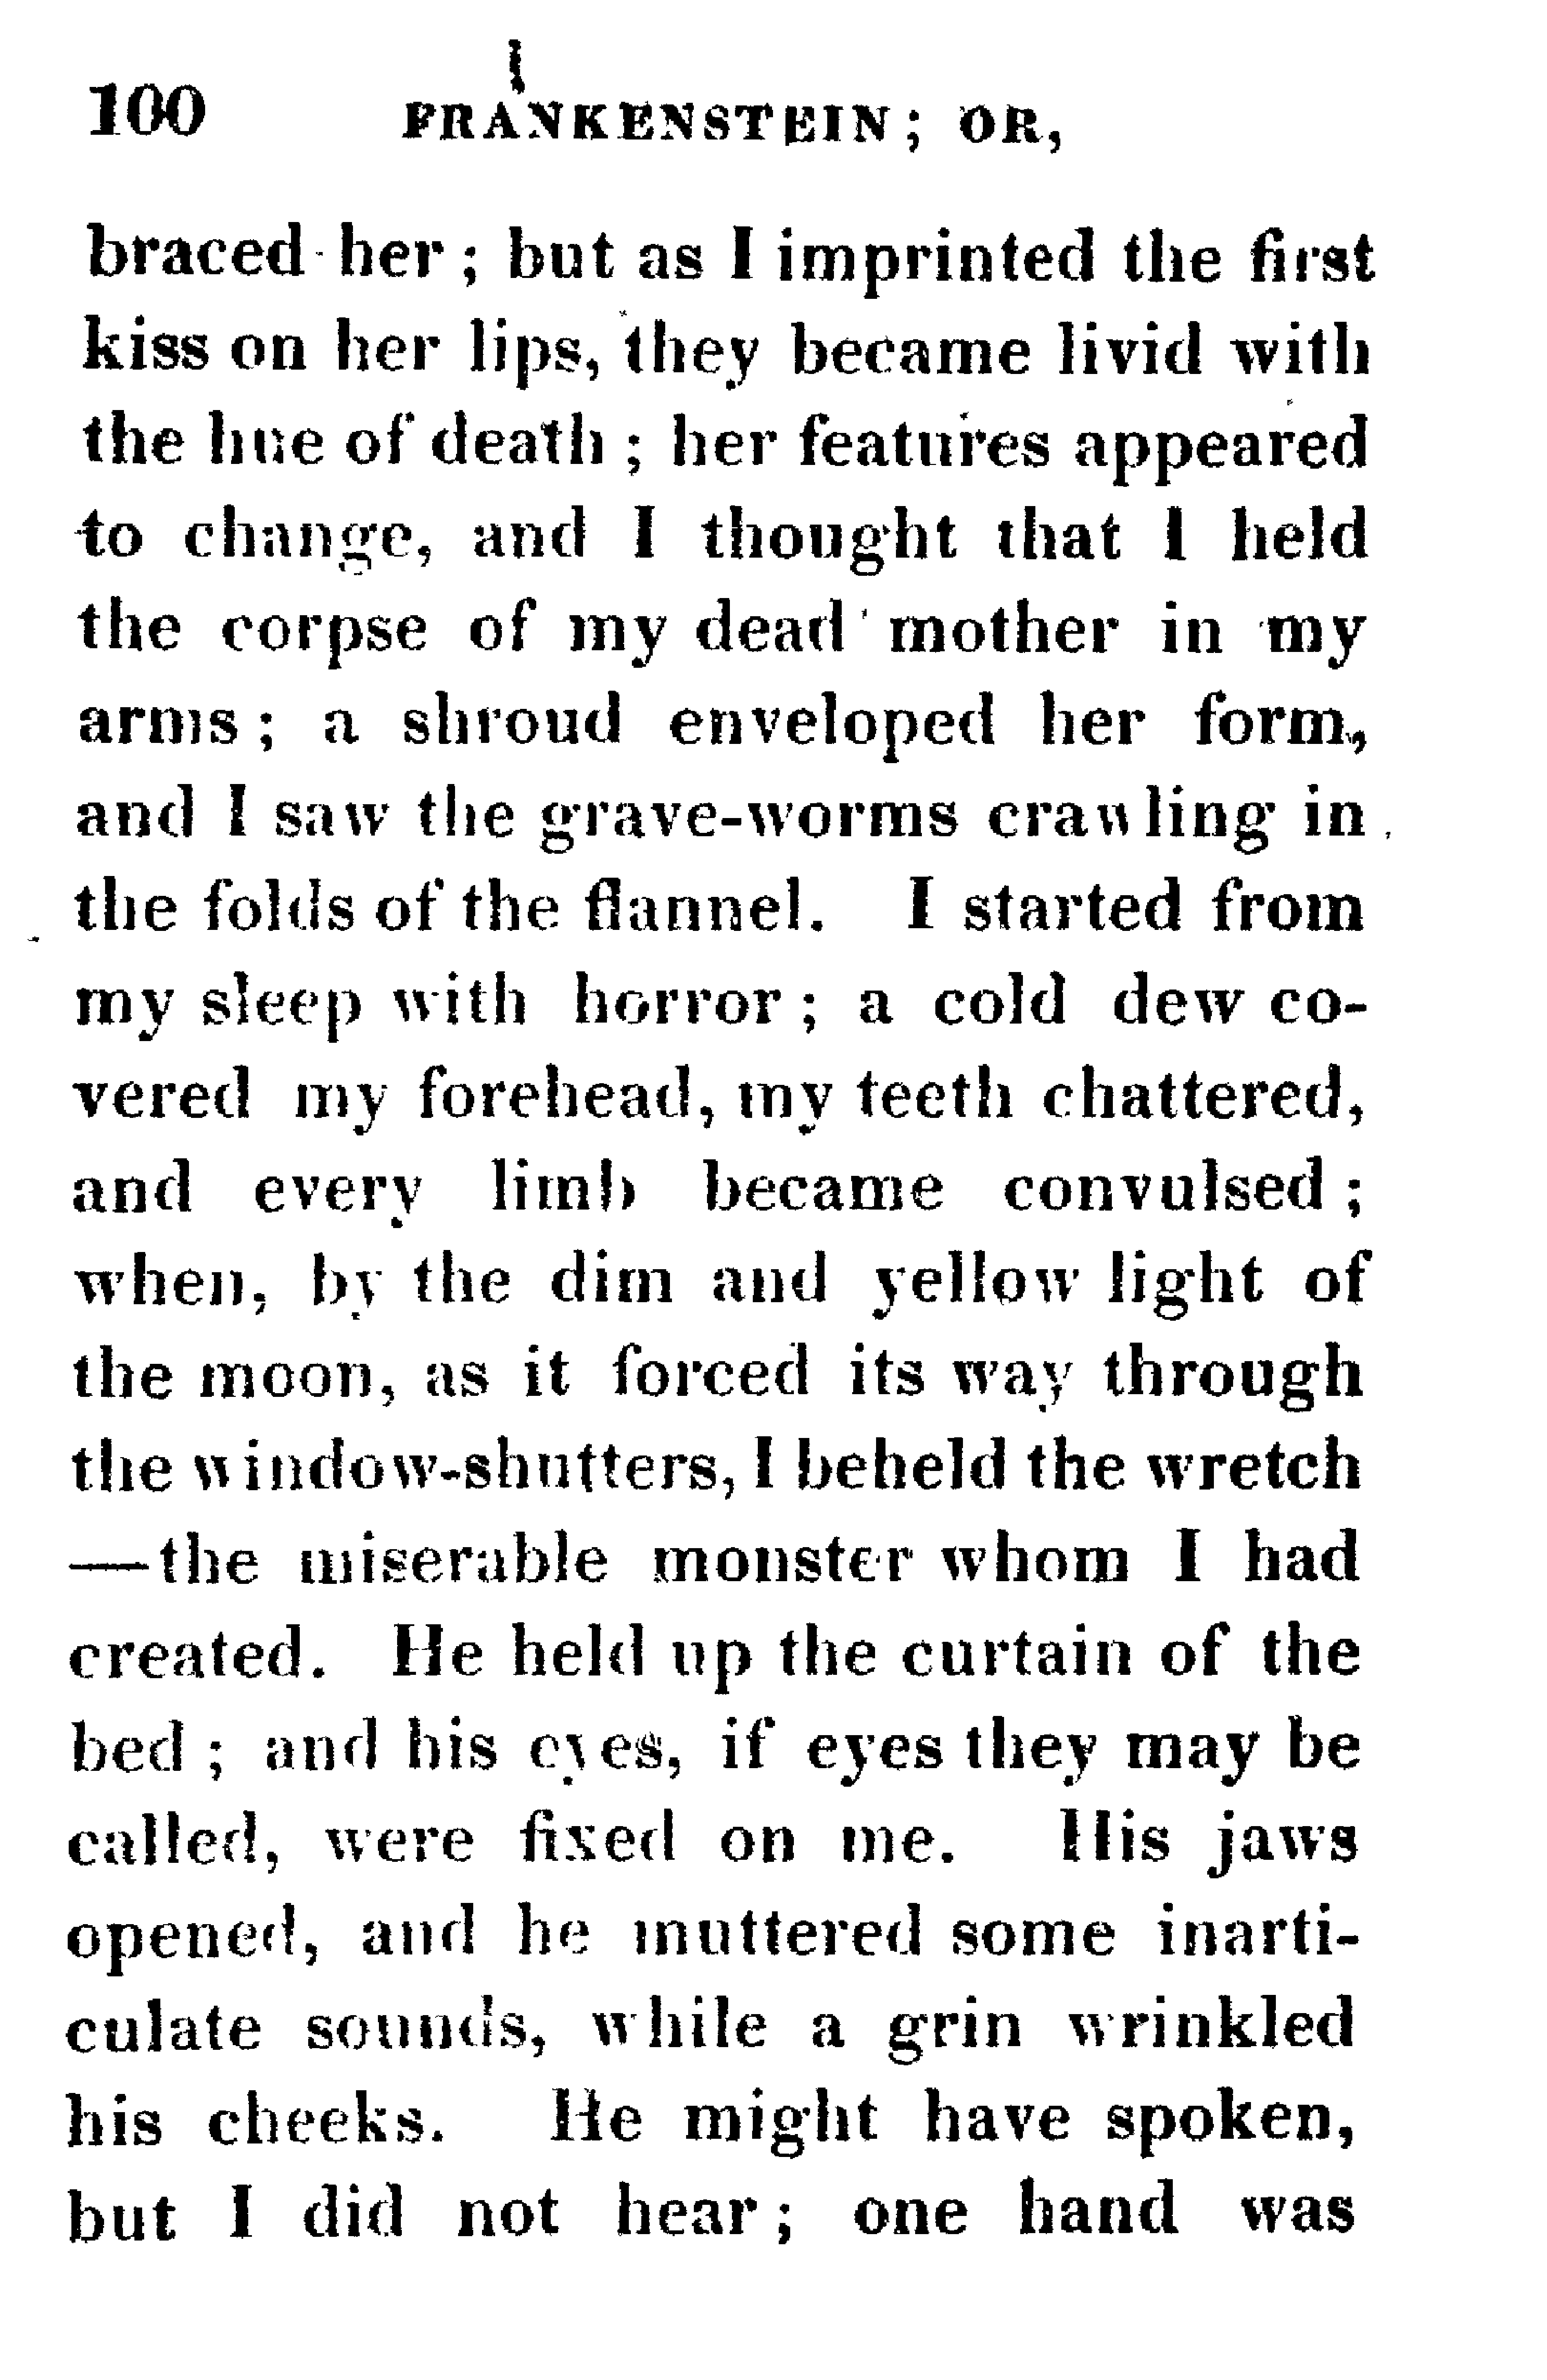 100 FRANKENSTEIN; OR,
braced her; but as I imprinted the first
kiss on her lips, they became livid with
the hue of death; her features appeared
to change, and I thought that I held
the corpse of my dead mother in my
arms; a shroud enveloped her form,
and I saw the grave-worms crawling in
the folds of the flannel. I started from
my sleep with horror; a cold dew co-
vered my forehead, my teeth chattered,
and every limb became convulsed;
when, by the dim and yellow light of
the moon, as it forced its way through
the window-shutters, I beheld the wretch
—the miserable monster whom I had
created. He held up the curtain of the
bed; and his eyes, if eyes they may be
called, were fixed on me. His jaws
opened, and he muttered some inarti-
culate sounds, while a grin wrinkled
his cheeks. He might have spoken,
but I did not hear; one hand was